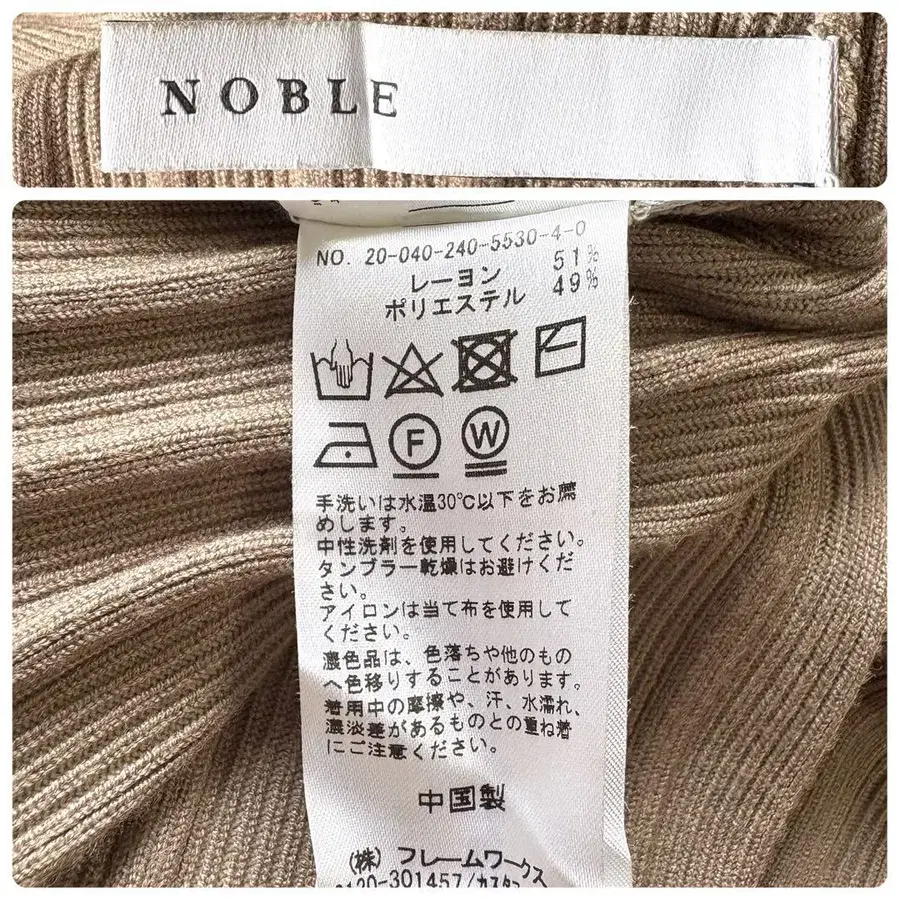 NOBLE
NO. 20-040-240-5530-4-0
レーヨン 51%
ポリエステル 49%
F W
手洗いは水温30℃以下をお薦
めします。
中性洗剤を使用してください。
タンブラー乾燥はお避けくだ
さい。
アイロンは当て布を使用して
ください。
濃色品は、色落ちや他のもの
へ色移りすることがあります。
着用中の摩擦や、汗、水濡れ、
濃淡差があるものとの重ね着
にご注意ください。
中国製
(株) フレームワークス
0120-301457/カスタ